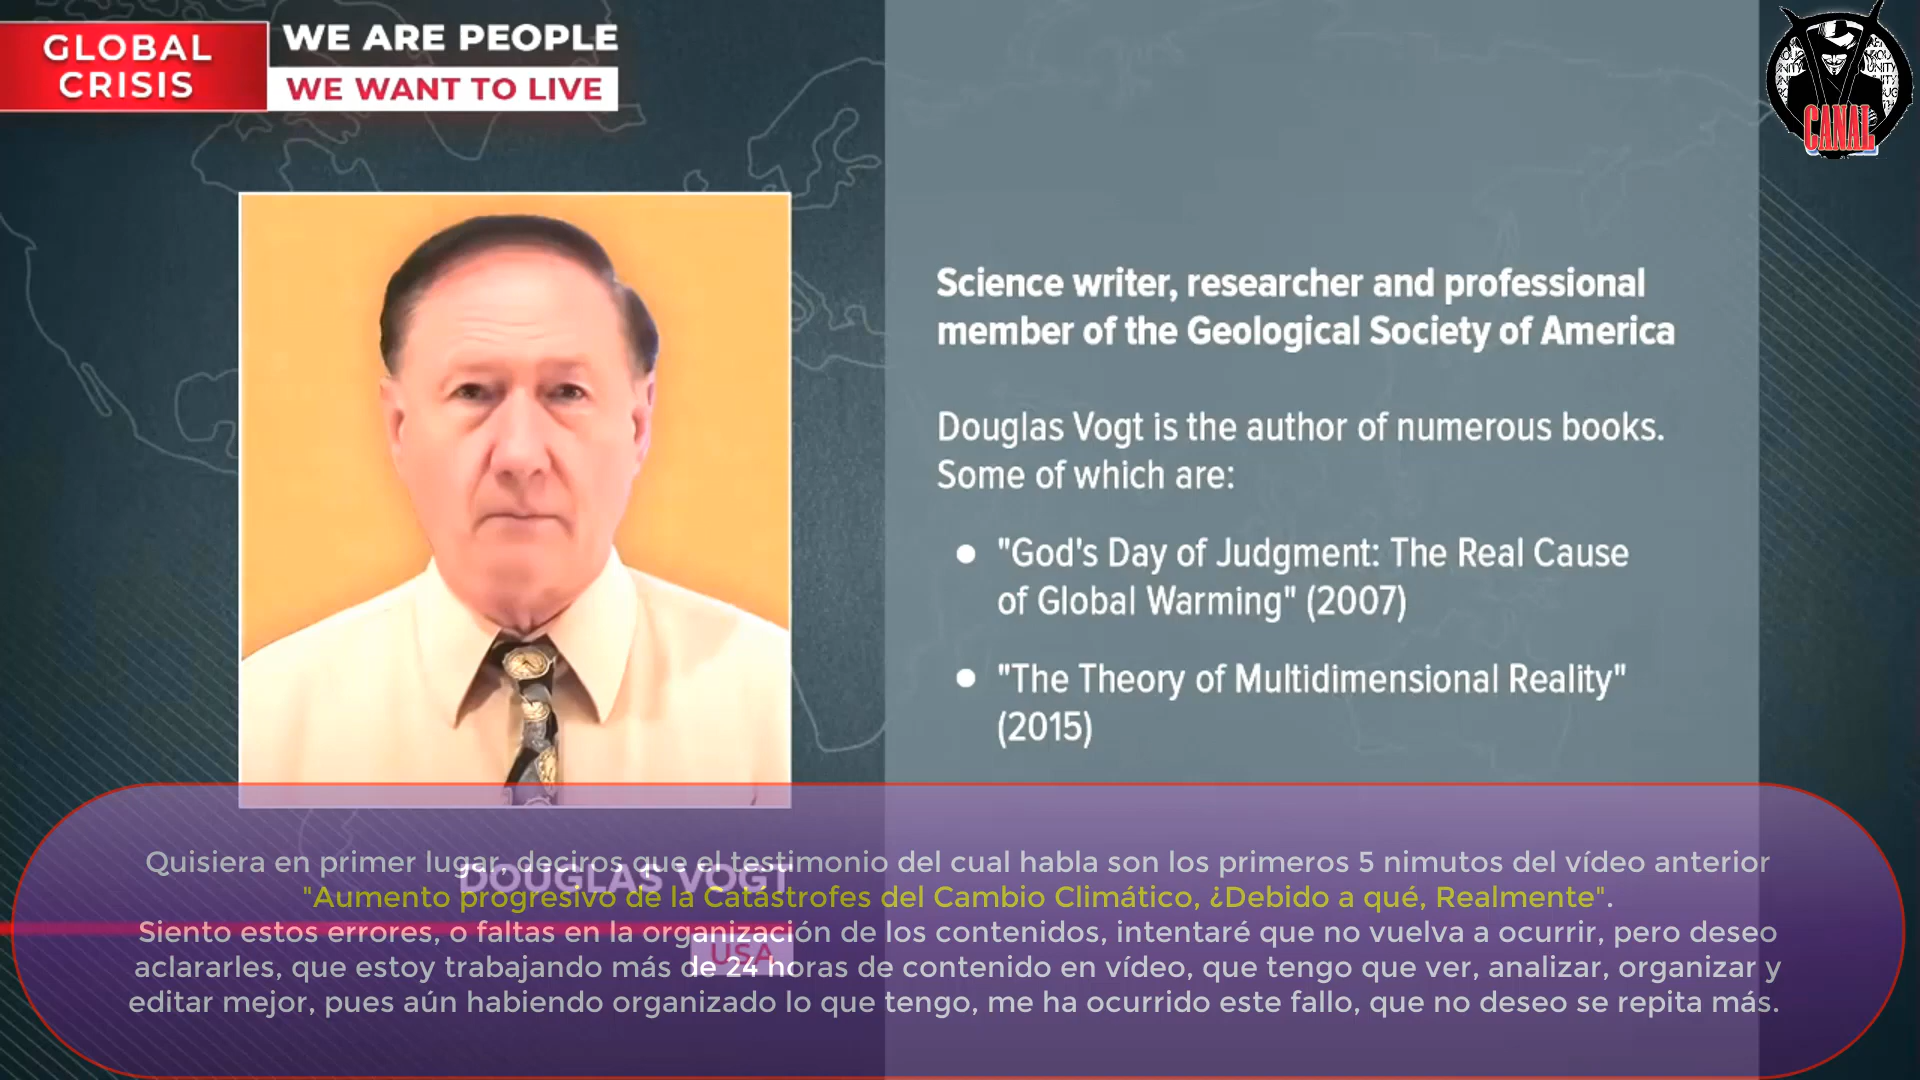 GLOBAL
CRISIS
WE ARE PEOPLE
WE WANT TO LIVE
CANAL
Science writer, researcher and professional
member of the Geological Society of America
Douglas Vogt is the author of numerous books.
Some of which are:
● "God's Day of Judgment: The Real Cause
of Global Warming" (2007)
● "The Theory of Multidimensional Reality"
(2015)
DOUGLAS VOGT
USA
Quisiera en primer lugar, deciros que el testimonio del cual habla son los primeros 5 nimutos del vídeo anterior
"Aumento progresivo de la Catástrofes del Cambio Climático, ¿Debido a qué, Realmente".
Siento estos errores, o faltas en la organización de los contenidos, intentaré que no vuelva a ocurrir, pero deseo
aclararles, que estoy trabajando más de 24 horas de contenido en vídeo, que tengo que ver, analizar, organizar y
editar mejor, pues aún habiendo organizado lo que tengo, me ha ocurrido este fallo, que no deseo se repita más.